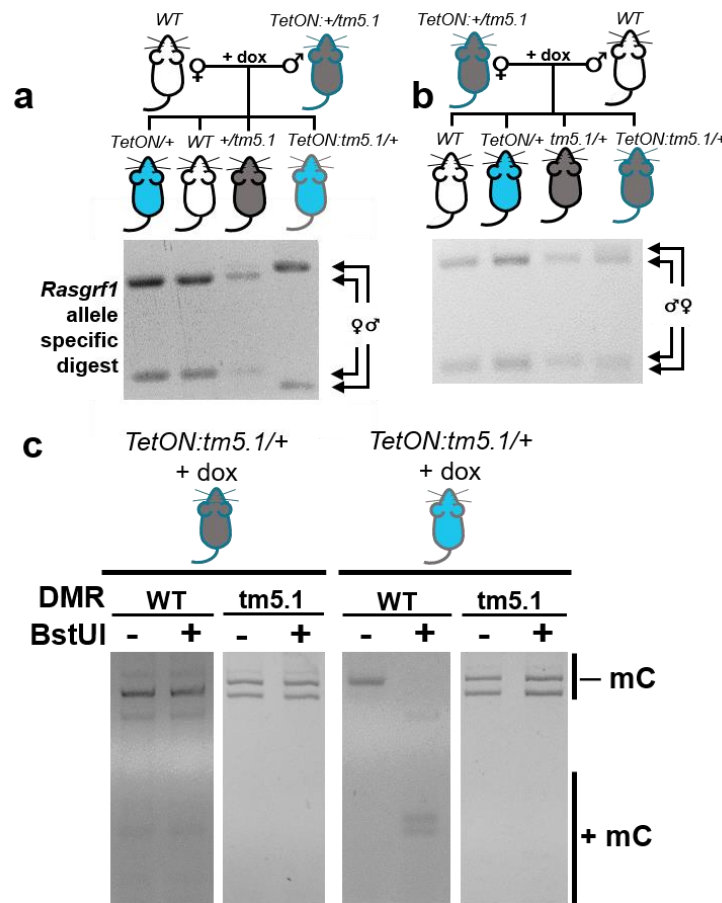 WT
TetON:+/tm5.1
+ dox
♀
♂
a
TetON/+ WT +/tm5.1 TetON:tm5.1/+
Rasgrf1
allele
specific
digest
♀♂
TetON:+/tm5.1
WT
+ dox
♀
♂
b
WT TetON/+ tm5.1/+ TetON:tm5.1/+
♂♀
c
TetON:tm5.1/+
+ dox
TetON:tm5.1/+
+ dox
DMR WT tm5.1 WT tm5.1
BstUI - + - + - + - +
— mC
+ mC